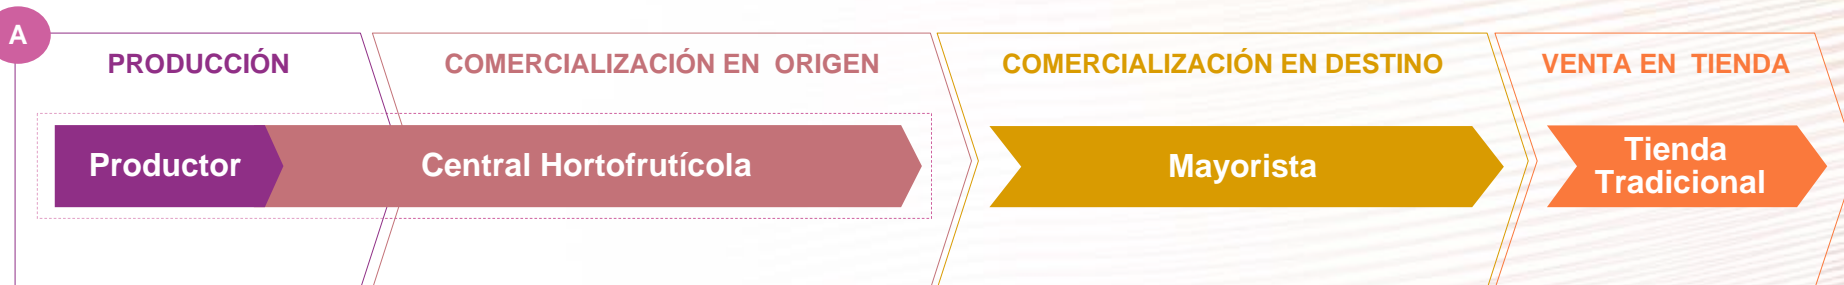 A
PRODUCCIÓN
COMERCIALIZACIÓN EN ORIGEN
COMERCIALIZACIÓN EN DESTINO
VENTA EN TIENDA
Productor
Central Hortofrutícola
Mayorista
Tienda
Tradicional